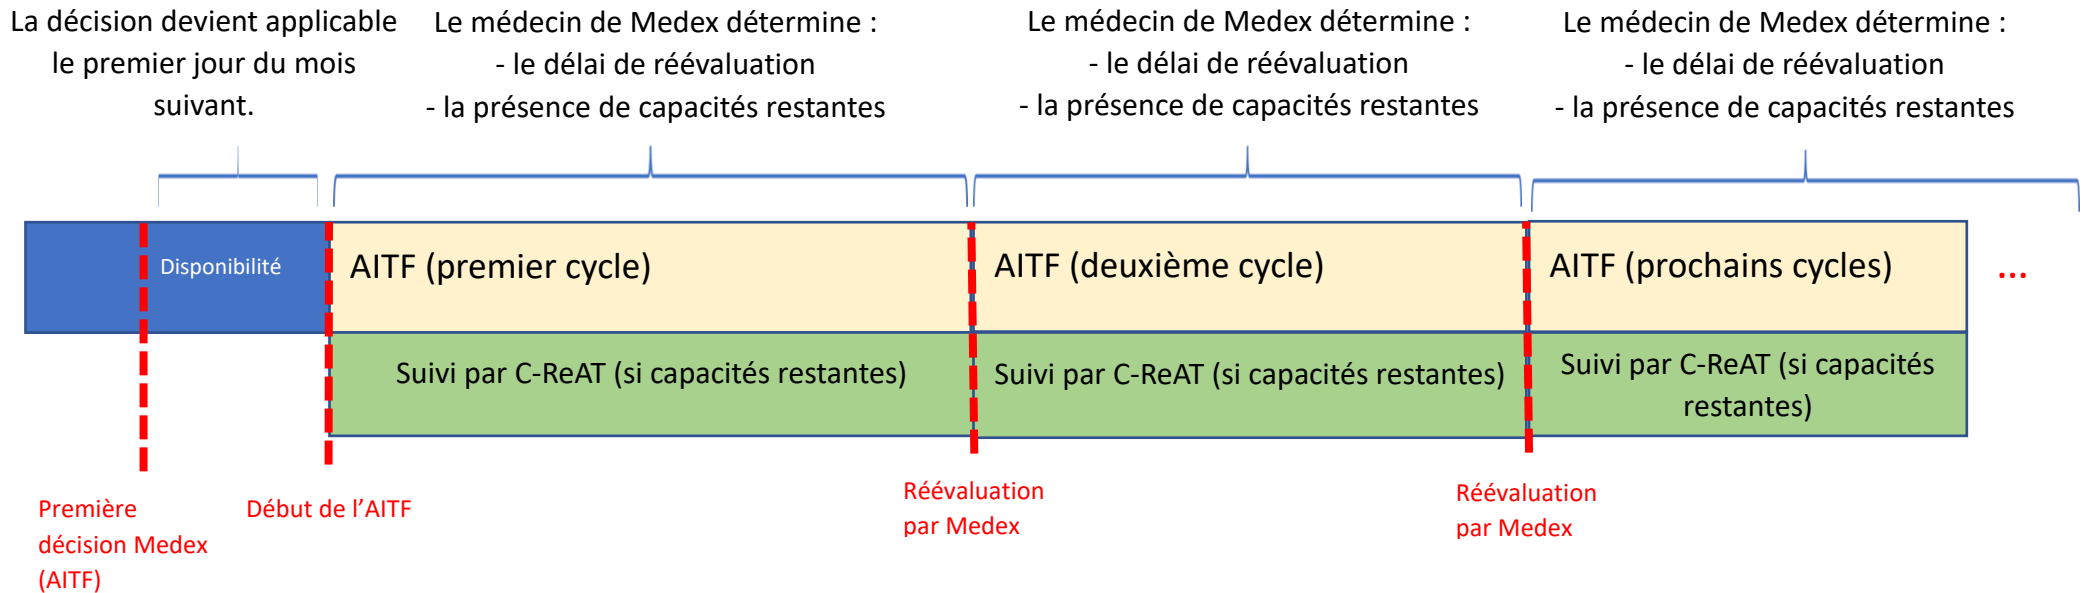 La décision devient applicable
le premier jour du mois
suivant.
Le médecin de Medex détermine :
- le délai de réévaluation
- la présence de capacités restantes
Le médecin de Medex détermine :
- le délai de réévaluation
- la présence de capacités restantes
Le médecin de Medex détermine :
- le délai de réévaluation
- la présence de capacités restantes
Disponibilité
AITF (premier cycle)
AITF (deuxième cycle)
AITF (prochains cycles)
...
Suivi par C-ReAT (si capacités restantes)
Suivi par C-ReAT (si capacités restantes)
Suivi par C-ReAT (si capacités
restantes)
Première
décision Medex
(AITF)
Début de l’AITF
Réévaluation
par Medex
Réévaluation
par Medex